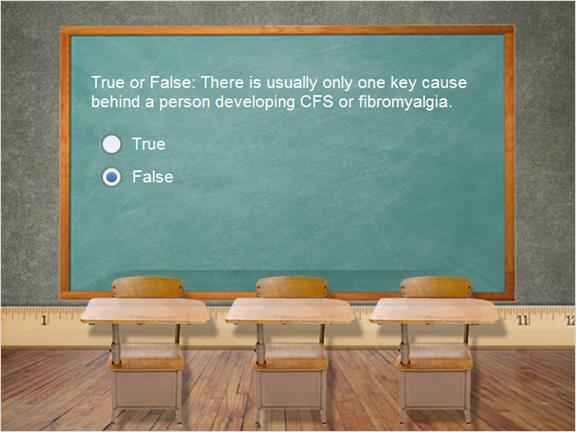 True or False: There is usually only one key cause
behind a person developing CFS or fibromyalgia.
True
False
1
11